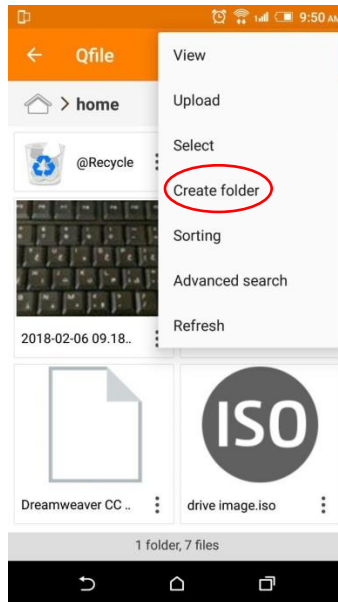 9:50 AM
Qfile
> home
View
Upload
Select
Create folder
Sorting
Advanced search
Refresh
@Recycle
2018-02-06 09.18..
Dreamweaver CC ..
ISO
drive image.iso
1 folder, 7 files